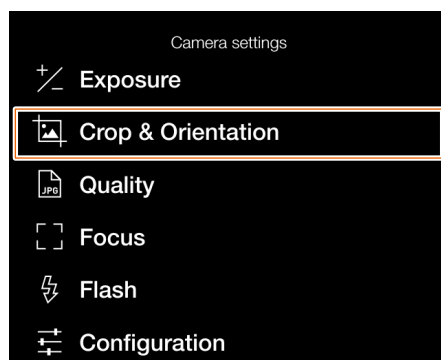 Camera settings
Exposure
Crop & Orientation
JPG Quality
Focus
Flash
Configuration